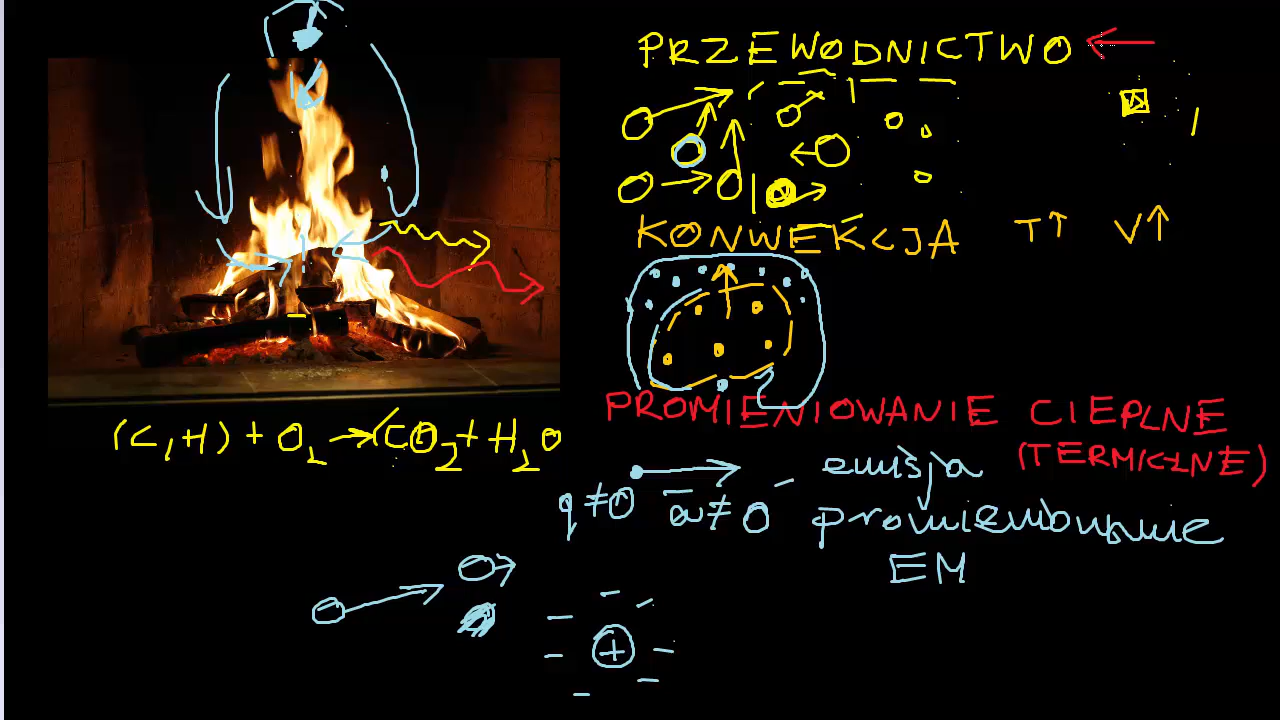 PRZEWODNICTWO
KONWEKCJA T↑ V↑
PROMIENIOWANIE CIEPLNE
(TERMICZNE)
(C,H) + O2 → CO2 + H2O
q ≠ 0 a ≠ 0 emisja
promieniowanie
EM
+